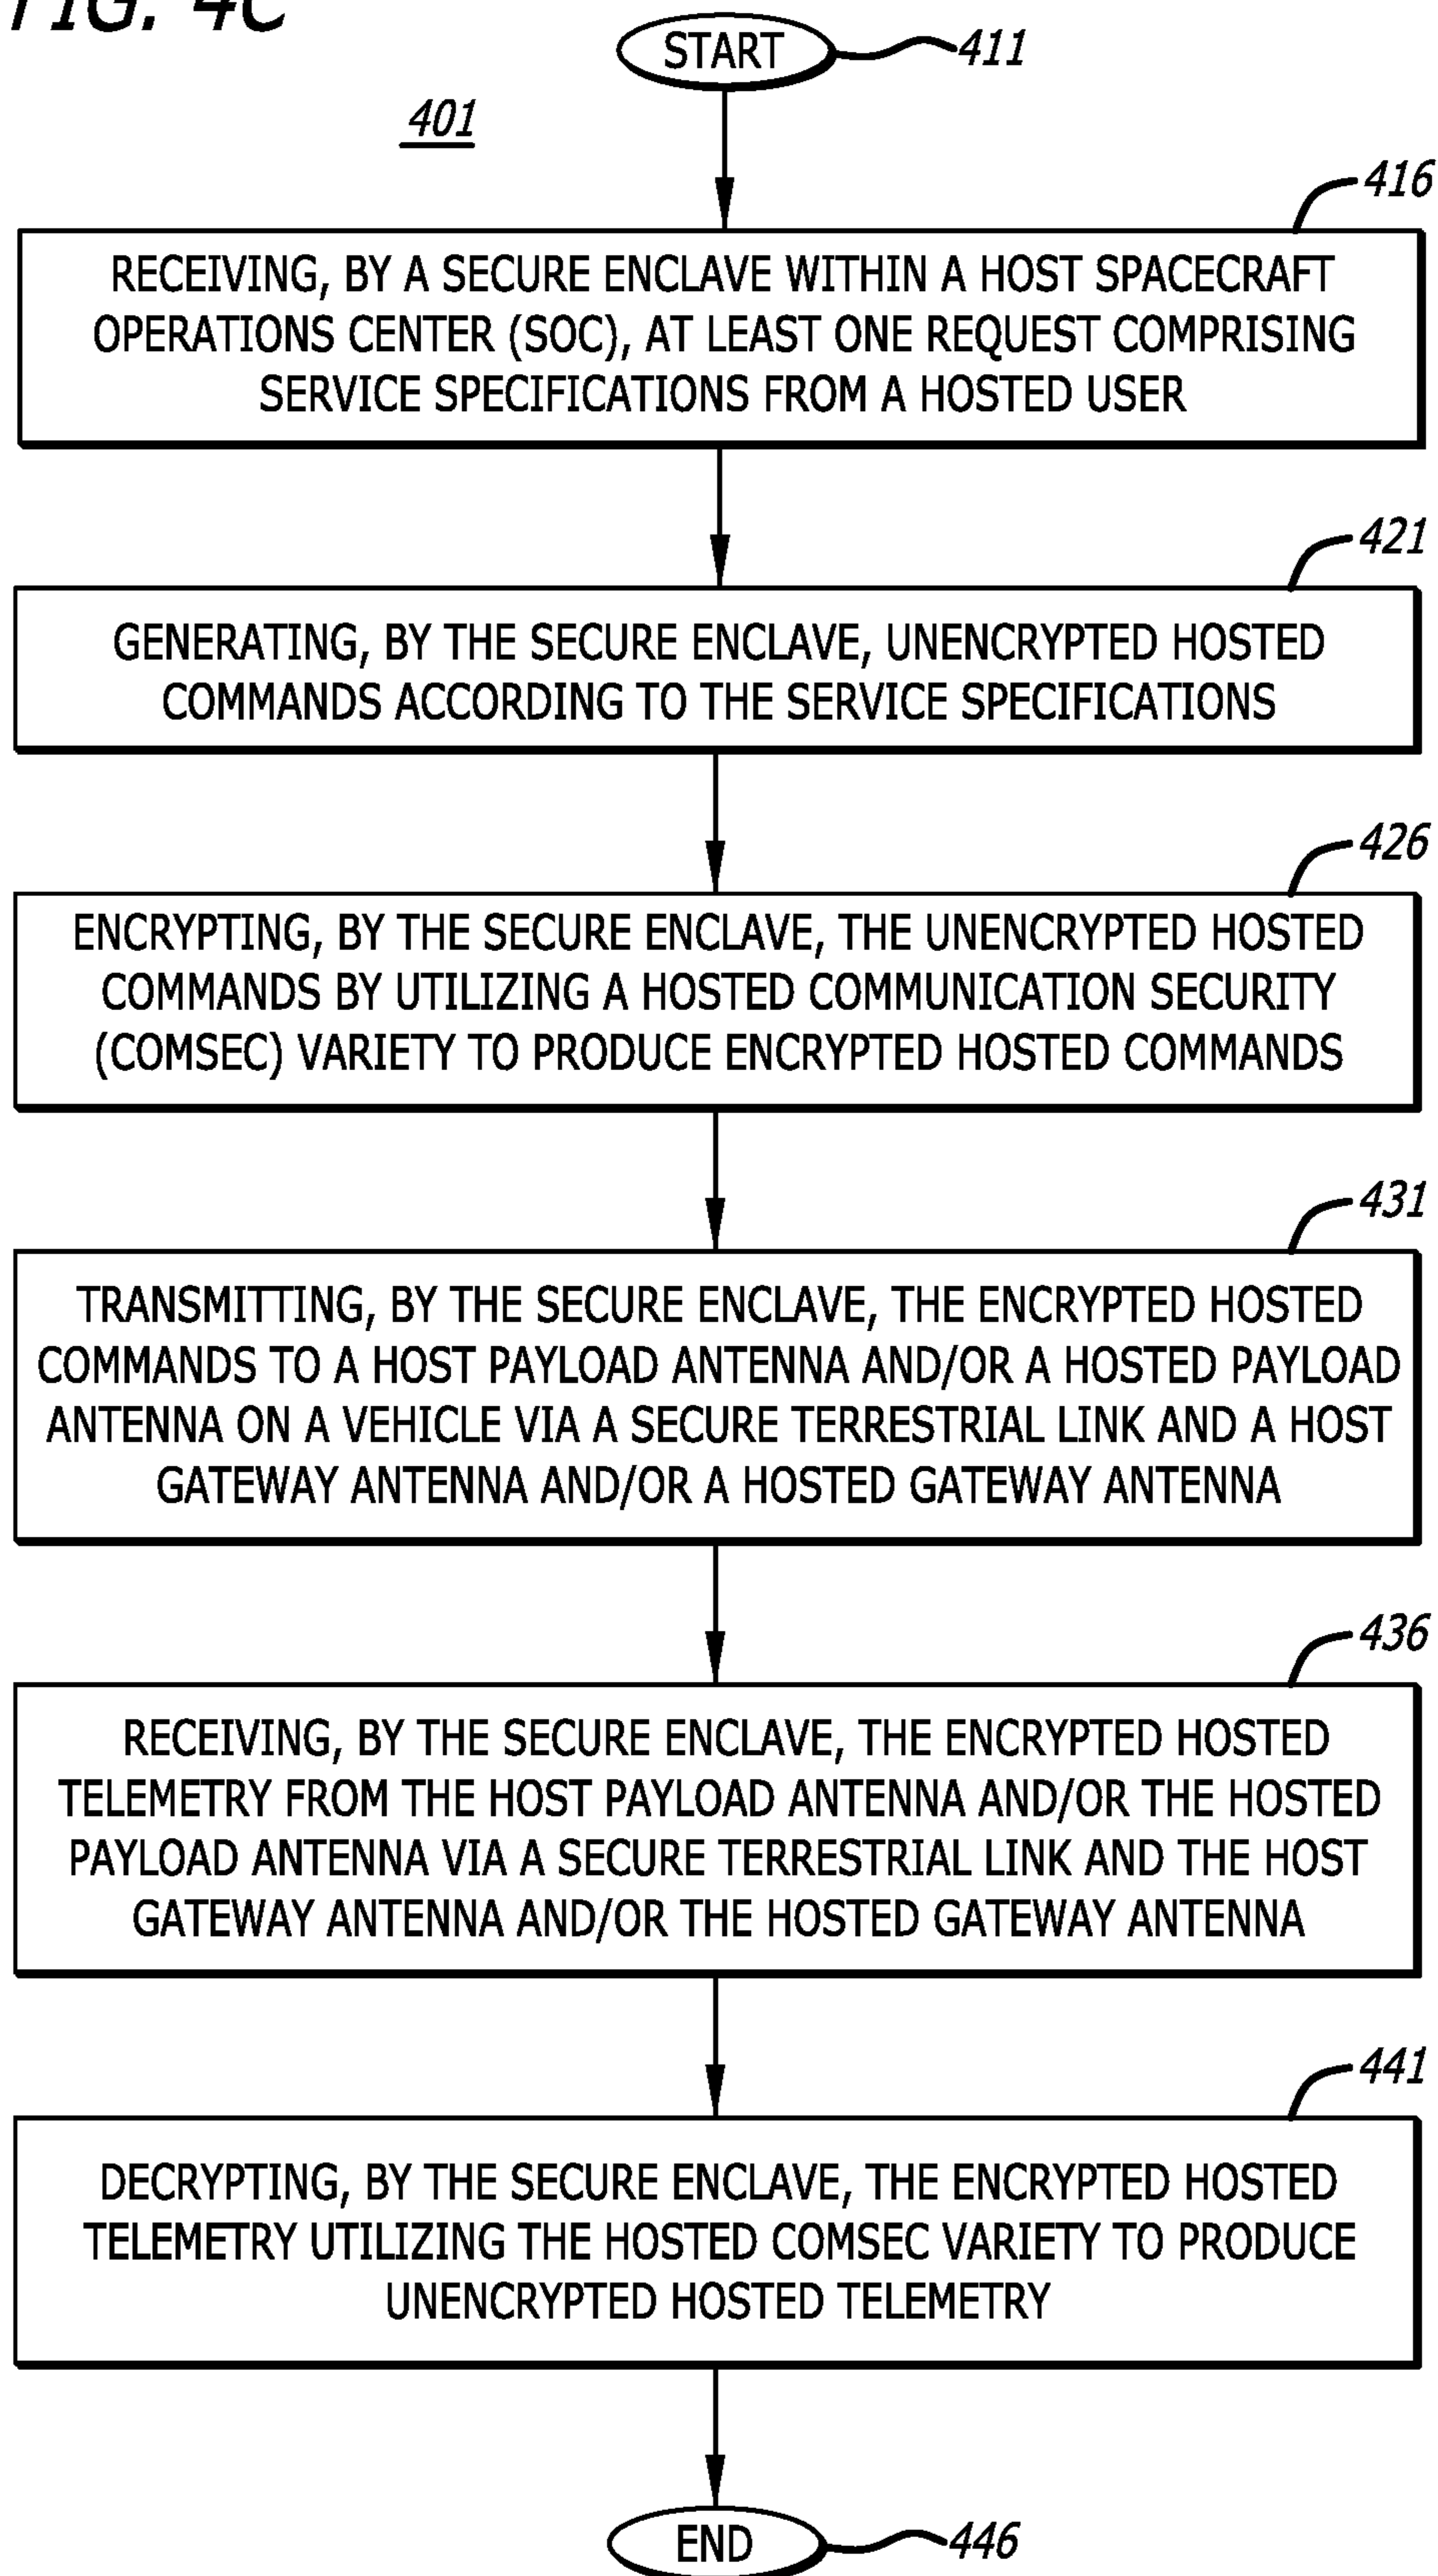 FIG. 4C
START
411
401
416
RECEIVING, BY A SECURE ENCLAVE WITHIN A HOST SPACECRAFT
OPERATIONS CENTER (SOC), AT LEAST ONE REQUEST COMPRISING
SERVICE SPECIFICATIONS FROM A HOSTED USER
421
GENERATING, BY THE SECURE ENCLAVE, UNENCRYPTED HOSTED
COMMANDS ACCORDING TO THE SERVICE SPECIFICATIONS
426
ENCRYPTING, BY THE SECURE ENCLAVE, THE UNENCRYPTED HOSTED
COMMANDS BY UTILIZING A HOSTED COMMUNICATION SECURITY
(COMSEC) VARIETY TO PRODUCE ENCRYPTED HOSTED COMMANDS
431
TRANSMITTING, BY THE SECURE ENCLAVE, THE ENCRYPTED HOSTED
COMMANDS TO A HOST PAYLOAD ANTENNA AND/OR A HOSTED PAYLOAD
ANTENNA ON A VEHICLE VIA A SECURE TERRESTRIAL LINK AND A HOST
GATEWAY ANTENNA AND/OR A HOSTED GATEWAY ANTENNA
436
RECEIVING, BY THE SECURE ENCLAVE, THE ENCRYPTED HOSTED
TELEMETRY FROM THE HOST PAYLOAD ANTENNA AND/OR THE HOSTED
PAYLOAD ANTENNA VIA A SECURE TERRESTRIAL LINK AND THE HOST
GATEWAY ANTENNA AND/OR THE HOSTED GATEWAY ANTENNA
441
DECRYPTING, BY THE SECURE ENCLAVE, THE ENCRYPTED HOSTED
TELEMETRY UTILIZING THE HOSTED COMSEC VARIETY TO PRODUCE
UNENCRYPTED HOSTED TELEMETRY
END
446